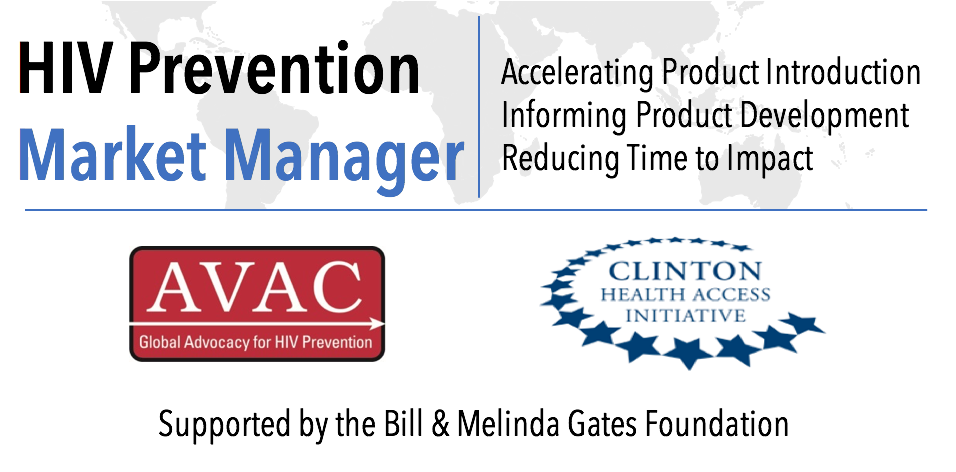 HIV Prevention
Market Manager
Accelerating Product Introduction
Informing Product Development
Reducing Time to Impact
AVAC
Global Advocacy for HIV Prevention
CLINTON
HEALTH ACCESS
INITIATIVE
Supported by the Bill & Melinda Gates Foundation